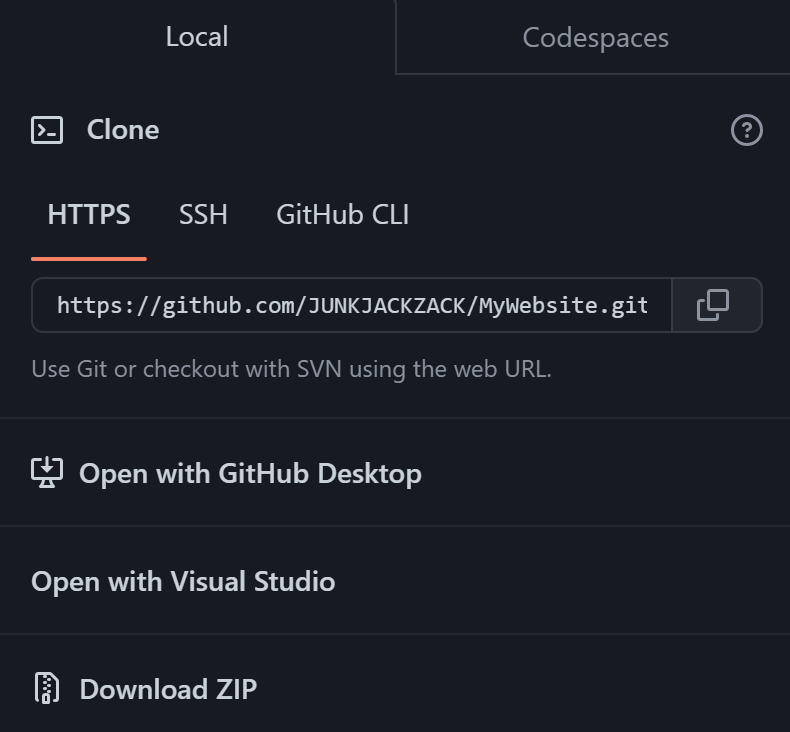 Local Codespaces
Clone
HTTPS SSH GitHub CLI
https://github.com/JUNKJACKZACK/MyWebsite.git
Use Git or checkout with SVN using the web URL.
Open with GitHub Desktop
Open with Visual Studio
Download ZIP